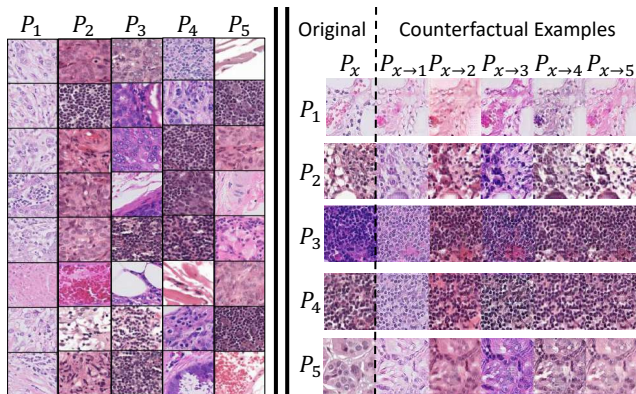 P₁ P₂ P₃ P₄ P₅
Original Counterfactual Examples
Pₓ Pₓ→₁ Pₓ→₂ Pₓ→₃ Pₓ→₄ Pₓ→₅
P₁
P₂
P₃
P₄
P₅